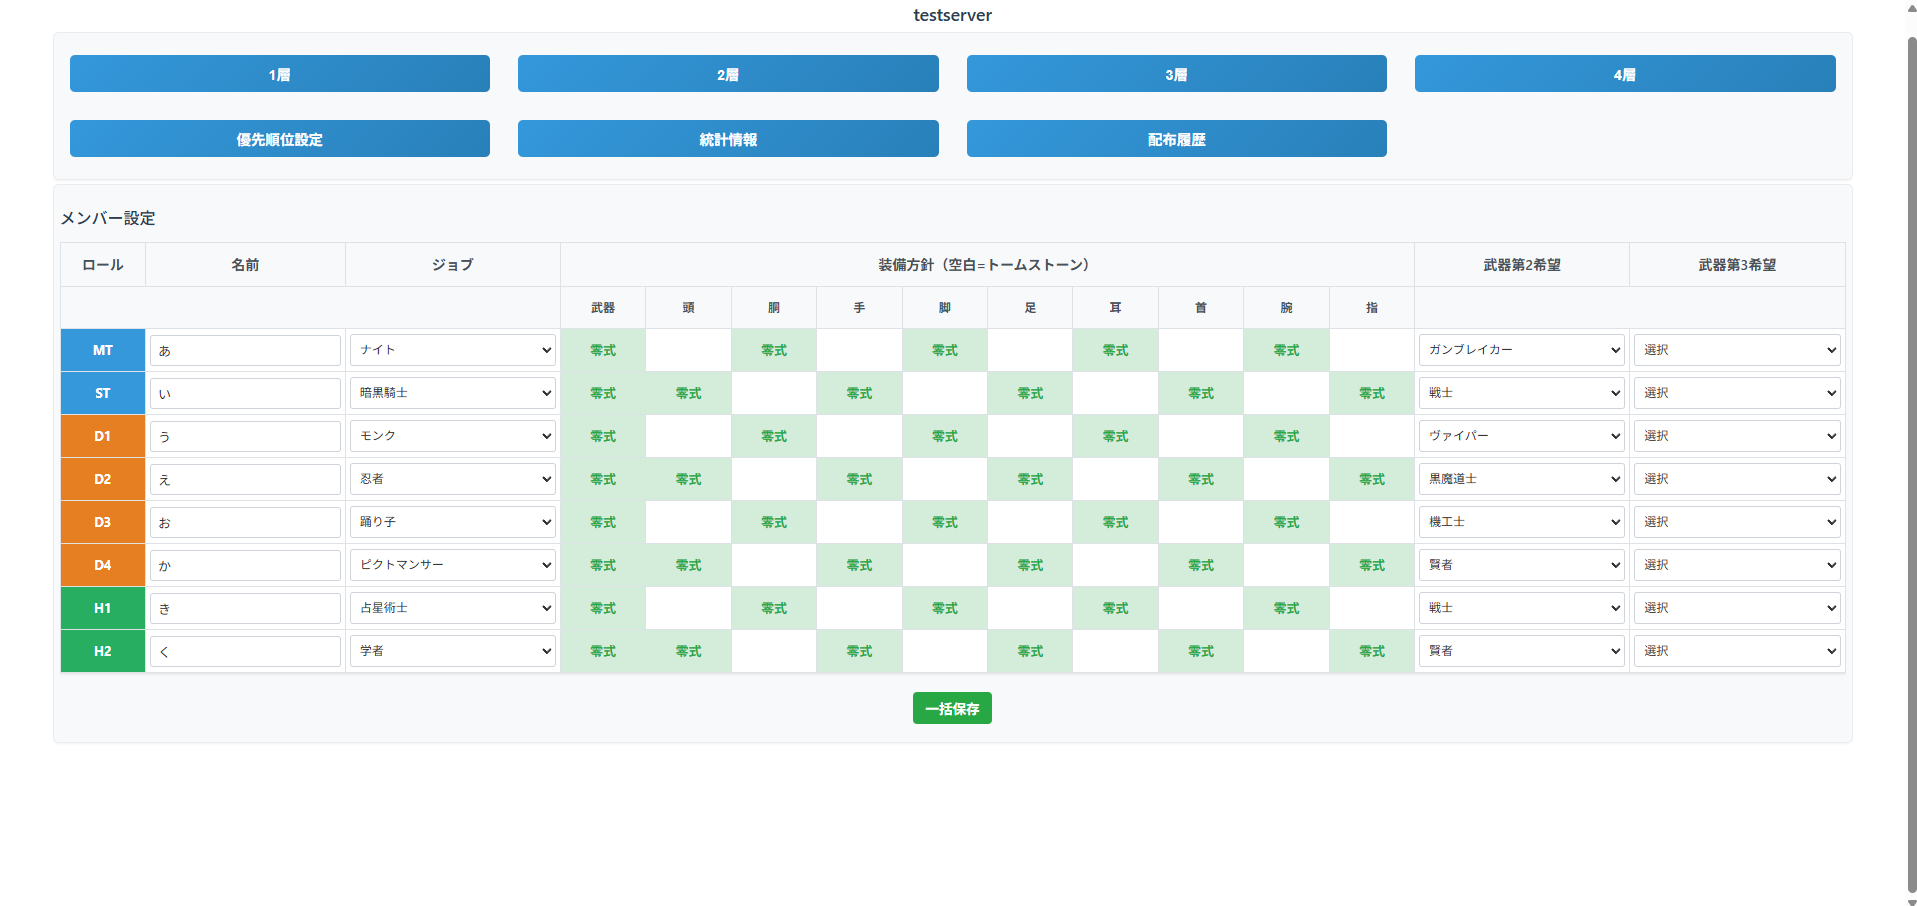 testserver
1層 2層 3層 4層
優先順位設定 統計情報 配布履歴
メンバー設定
ロール 名前 ジョブ 装備方針（空白=トームストーン） 武器第2希望 武器第3希望
武器 頭 胴 手 脚 足 耳 首 腕 指
MT あ ナイト 零式 零式 零式 零式 零式 ガンブレイカー 選択
ST い 暗黒騎士 零式 零式 零式 零式 零式 零式 戦士 選択
D1 う モンク 零式 零式 零式 零式 零式 ヴァイパー 選択
D2 え 忍者 零式 零式 零式 零式 零式 零式 黒魔道士 選択
D3 お 踊り子 零式 零式 零式 零式 零式 機工士 選択
D4 か ピクトマンサー 零式 零式 零式 零式 零式 零式 賢者 選択
H1 き 占星術士 零式 零式 零式 零式 零式 戦士 選択
H2 く 学者 零式 零式 零式 零式 零式 零式 賢者 選択
一括保存